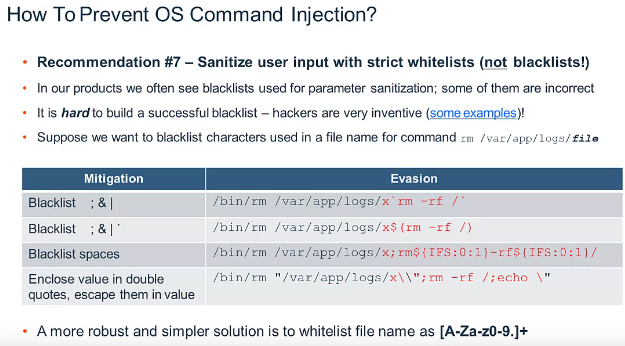 How To Prevent OS Command Injection?
• Recommendation #7 – Sanitize user input with strict whitelists (not blacklists!)
• In our products we often see blacklists used for parameter sanitization; some of them are incorrect
• It is hard to build a successful blacklist – hackers are very inventive (some examples)!
• Suppose we want to blacklist characters used in a file name for command rm /var/app/logs/file
Mitigation Evasion
Blacklist ; & | /bin/rm /var/app/logs/x`rm -rf /`
Blacklist ; & | ` /bin/rm /var/app/logs/x$(rm -rf /)
Blacklist spaces /bin/rm /var/app/logs/x;rm${IFS:0:1}-rf${IFS:0:1}/
Enclose value in double /bin/rm "/var/app/logs/x\\";rm -rf /;echo \"
quotes, escape them in value
• A more robust and simpler solution is to whitelist file name as [A-Za-z0-9.]+